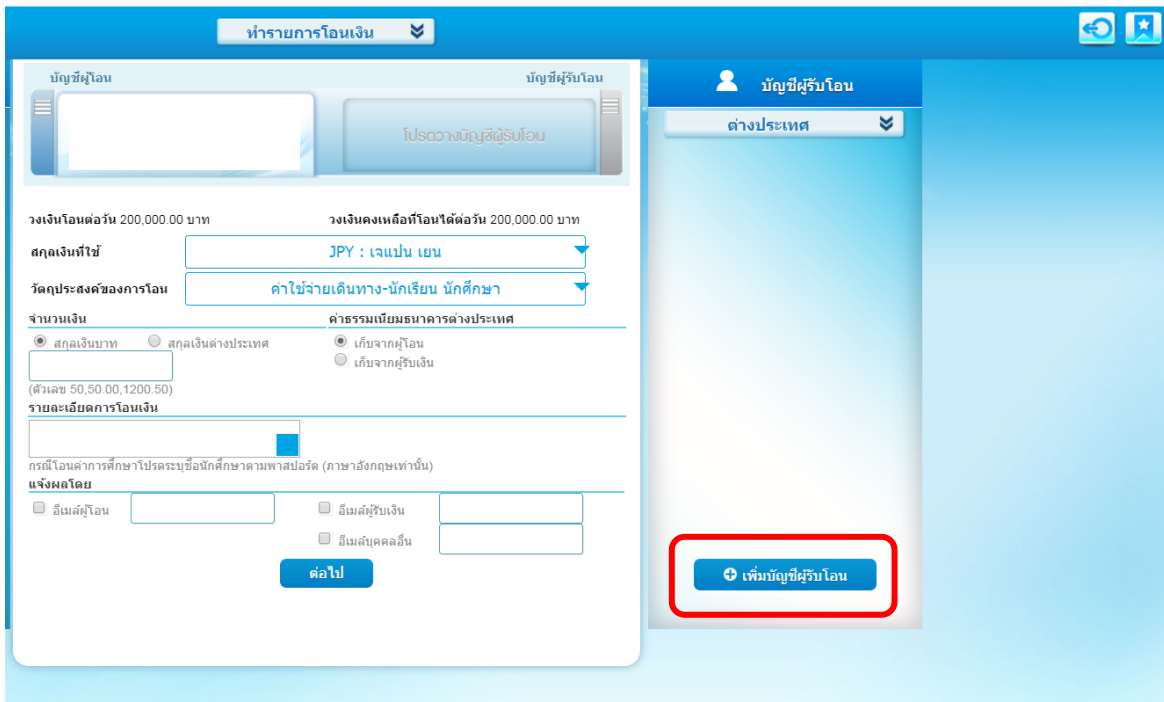 ทำรายการโอนเงิน
บัญชีผู้โอน บัญชีผู้รับโอน
โปรดวางบัญชีผู้รับโอน
วงเงินโอนต่อวัน 200,000.00 บาท วงเงินคงเหลือที่โอนได้ต่อวัน 200,000.00 บาท
สกุลเงินที่ใช้ JPY : เจแปน เยน
วัตถุประสงค์ของการโอน ค่าใช้จ่ายเดินทาง-นักเรียน นักศึกษา
จำนวนเงิน ค่าธรรมเนียมธนาคารต่างประเทศ
สกุลเงินบาท สกุลเงินต่างประเทศ เก็บจากผู้โอน
เก็บจากผู้รับเงิน
(ตัวเลข 50,50.00,1200.50)
รายละเอียดการโอนเงิน
กรณีโอนค่าการศึกษาโปรดระบุชื่อนักศึกษาตามพาสปอร์ต (ภาษาอังกฤษเท่านั้น)
แจ้งผลโดย
อีเมล์ผู้โอน อีเมล์ผู้รับเงิน
อีเมล์บุคคลอื่น
ต่อไป
บัญชีผู้รับโอน
ต่างประเทศ
เพิ่มบัญชีผู้รับโอน